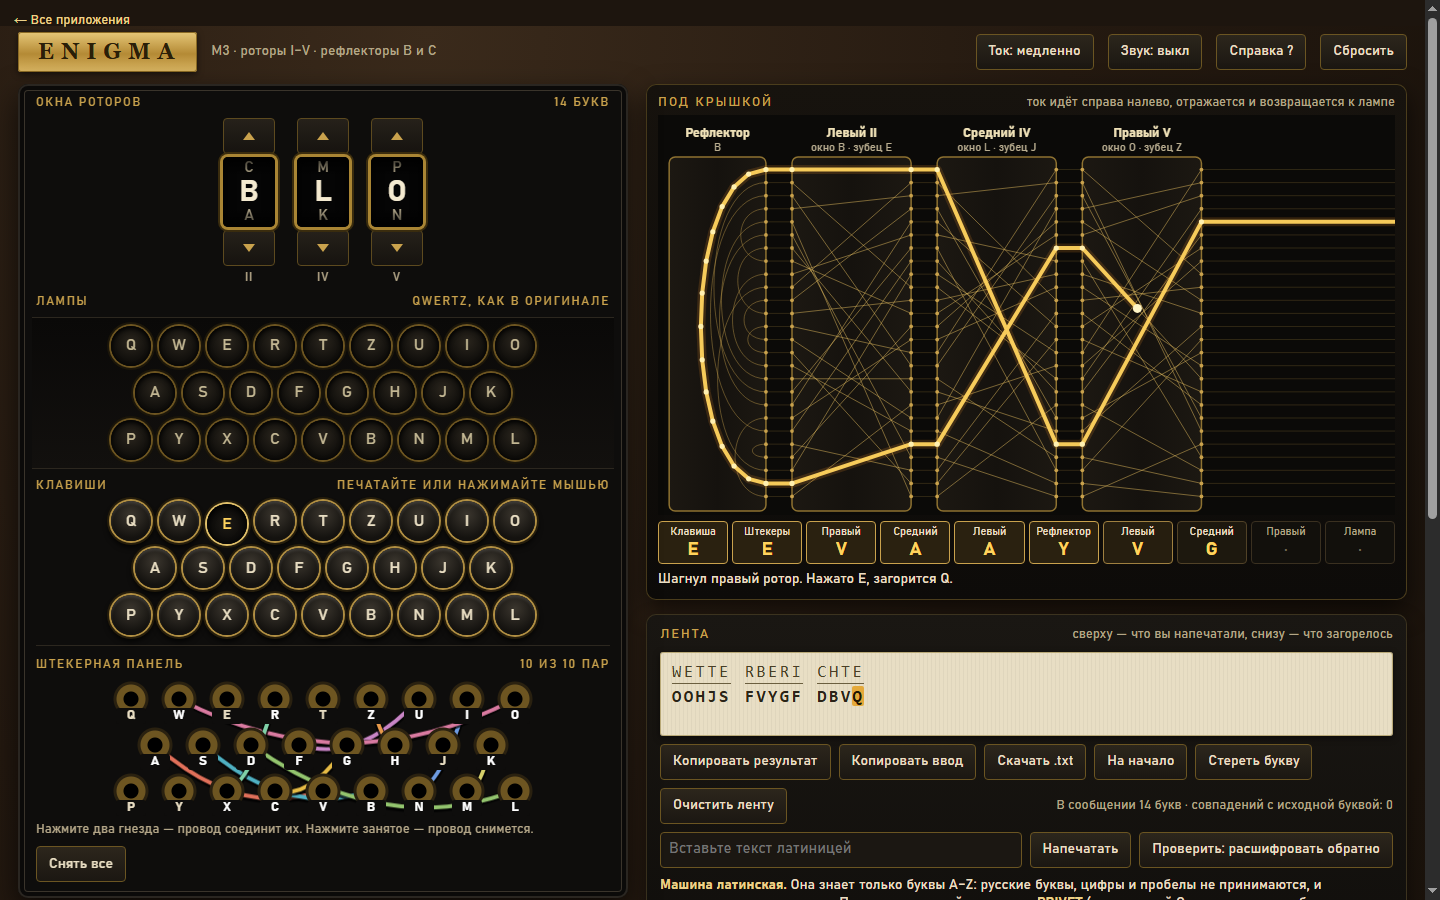 ← Все приложения
ENIGMA
M3 · роторы I–V · рефлекторы B и C
Ток: медленно
Звук: выкл
Справка ?
Сбросить
ОКНА РОТОРОВ
14 БУКВ
C M P
B L O
A K N
II IV V
ЛАМПЫ
QWERTZ, КАК В ОРИГИНАЛЕ
Q W E R T Z U I O
A S D F G H J K
P Y X C V B N M L
КЛАВИШИ
ПЕЧАТАЙТЕ ИЛИ НАЖИМАЙТЕ МЫШЬЮ
Q W E R T Z U I O
A S D F G H J K
P Y X C V B N M L
ШТЕКЕРНАЯ ПАНЕЛЬ
10 ИЗ 10 ПАР
Q W E R T Z U I O
A S D F G H J K
P Y X C V B N M L
Нажмите два гнезда — провод соединит их. Нажмите занятое — провод снимется.
Снять все
ПОД КРЫШКОЙ
ток идёт справа налево, отражается и возвращается к лампе
Рефлектор Левый II Средний IV Правый V
B окно B · зубец E окно L · зубец J окно O · зубец Z
Клавиша Штекеры Правый Средний Левый Рефлектор Левый Средний Правый Лампа
E E V A A Y V G · ·
Шагнул правый ротор. Нажато E, загорится Q.
ЛЕНТА
сверху — что вы напечатали, снизу — что загорелось
WETTE RBERI CHTE
OOHJS FVYGF DBVQ
Копировать результат
Копировать ввод
Скачать .txt
На начало
Стереть букву
Очистить ленту
В сообщении 14 букв · совпадений с исходной буквой: 0
Вставьте текст латиницей
Напечатать
Проверить: расшифровать обратно
Машина латинская. Она знает только буквы A–Z: русские буквы, цифры и пробелы не принимаются, и